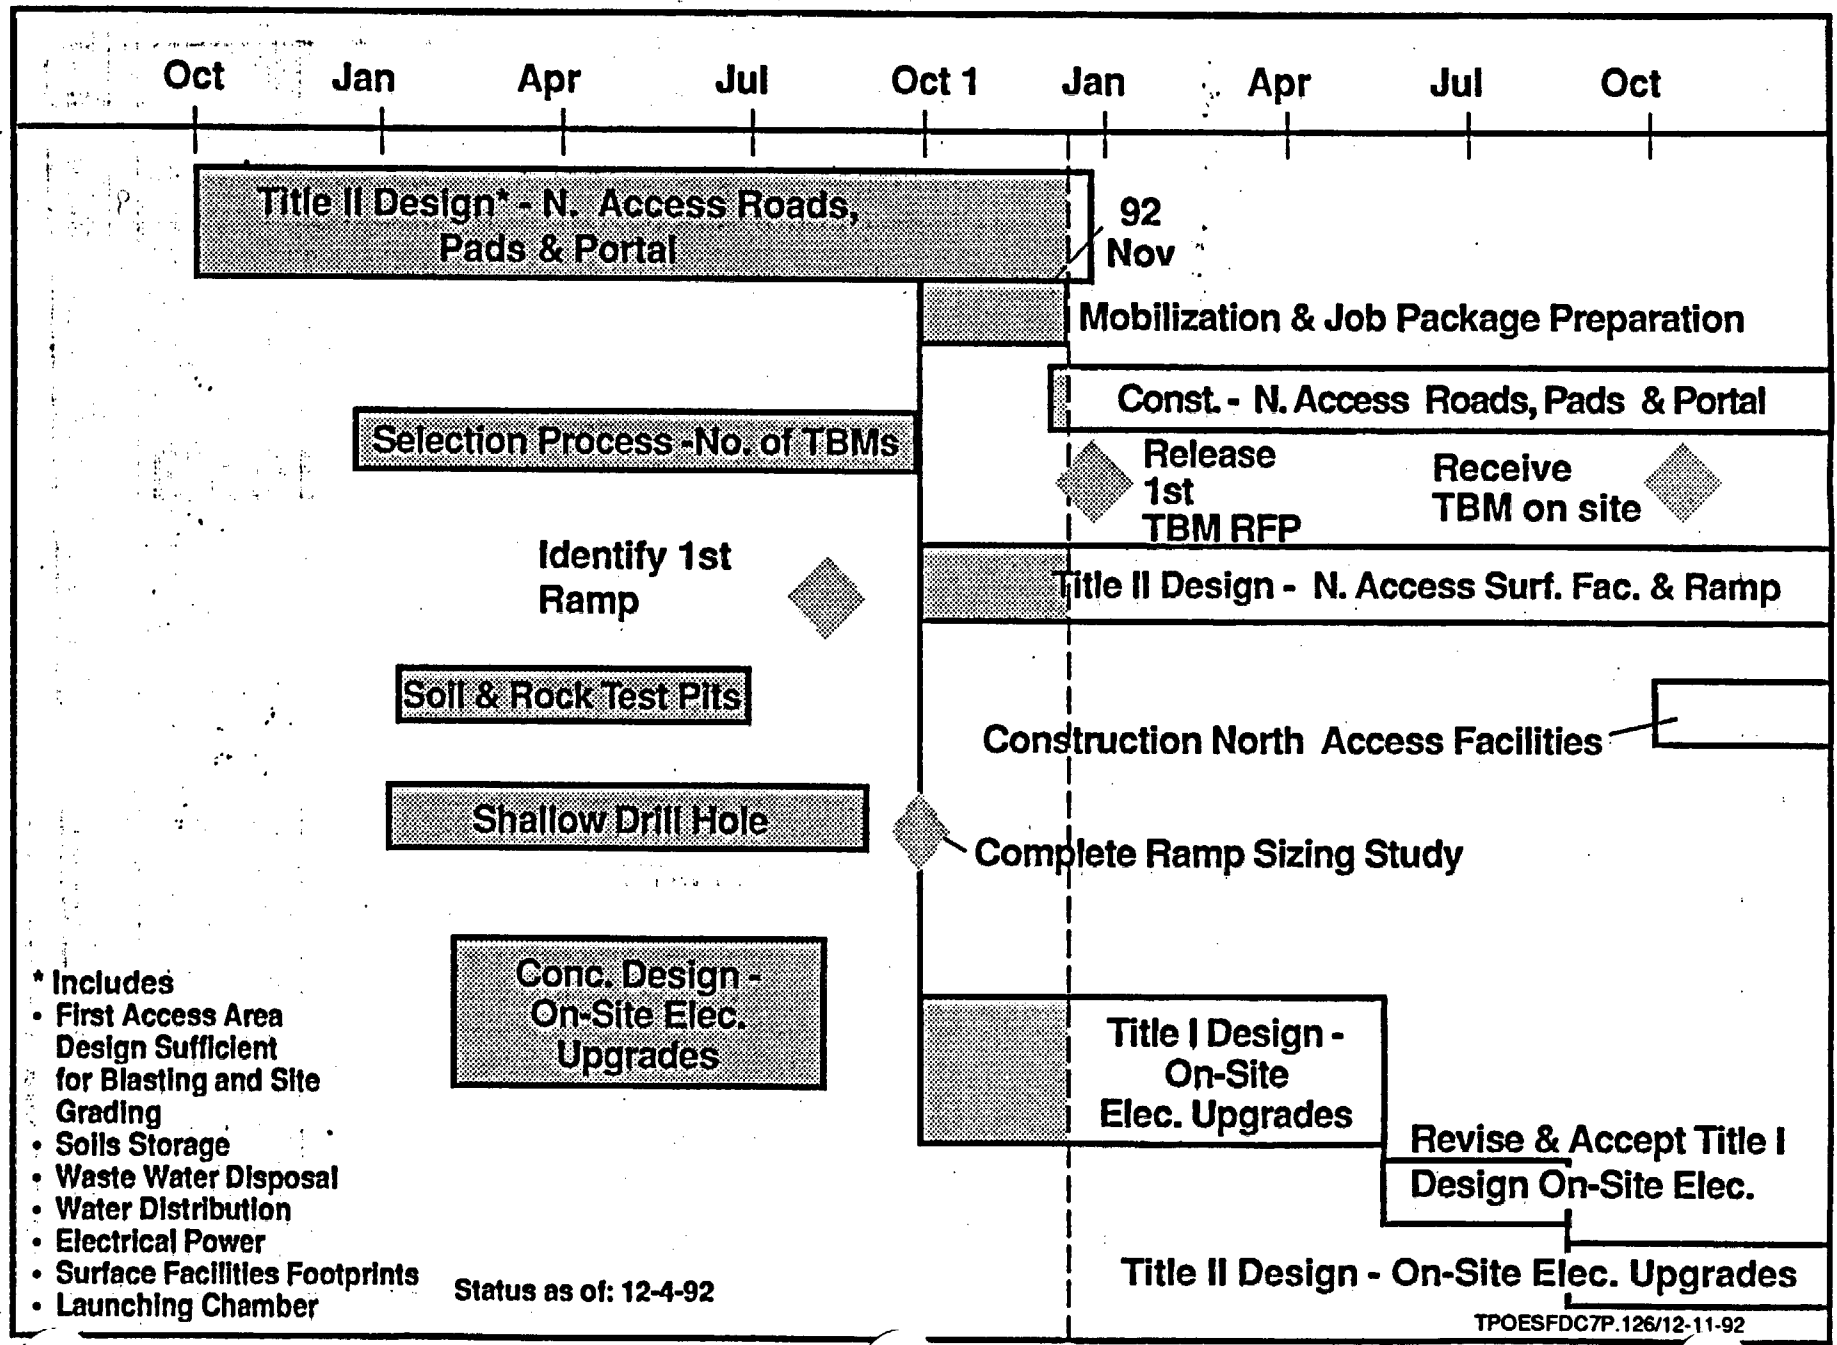 Oct Jan Apr Jul Oct 1 Jan Apr Jul Oct
Title II Design* - N. Access Roads,
Pads & Portal
92
Nov
Mobilization & Job Package Preparation
Const. - N. Access Roads, Pads & Portal
Selection Process -No. of TBMs
Release
1st
TBM RFP
Receive
TBM on site
Identify 1st
Ramp
Title II Design - N. Access Surf. Fac. & Ramp
Soil & Rock Test Pits
Construction North Access Facilities
Shallow Drill Hole
Complete Ramp Sizing Study
Conc. Design -
On-Site Elec.
Upgrades
Title I Design -
On-Site
Elec. Upgrades
Revise & Accept Title I
Design On-Site Elec.
Title II Design - On-Site Elec. Upgrades
* Includes
• First Access Area
Design Sufficient
for Blasting and Site
Grading
• Soils Storage
• Waste Water Disposal
• Water Distribution
• Electrical Power
• Surface Facilities Footprints
• Launching Chamber
Status as of: 12-4-92
TPOESFDC7P.126/12-11-92